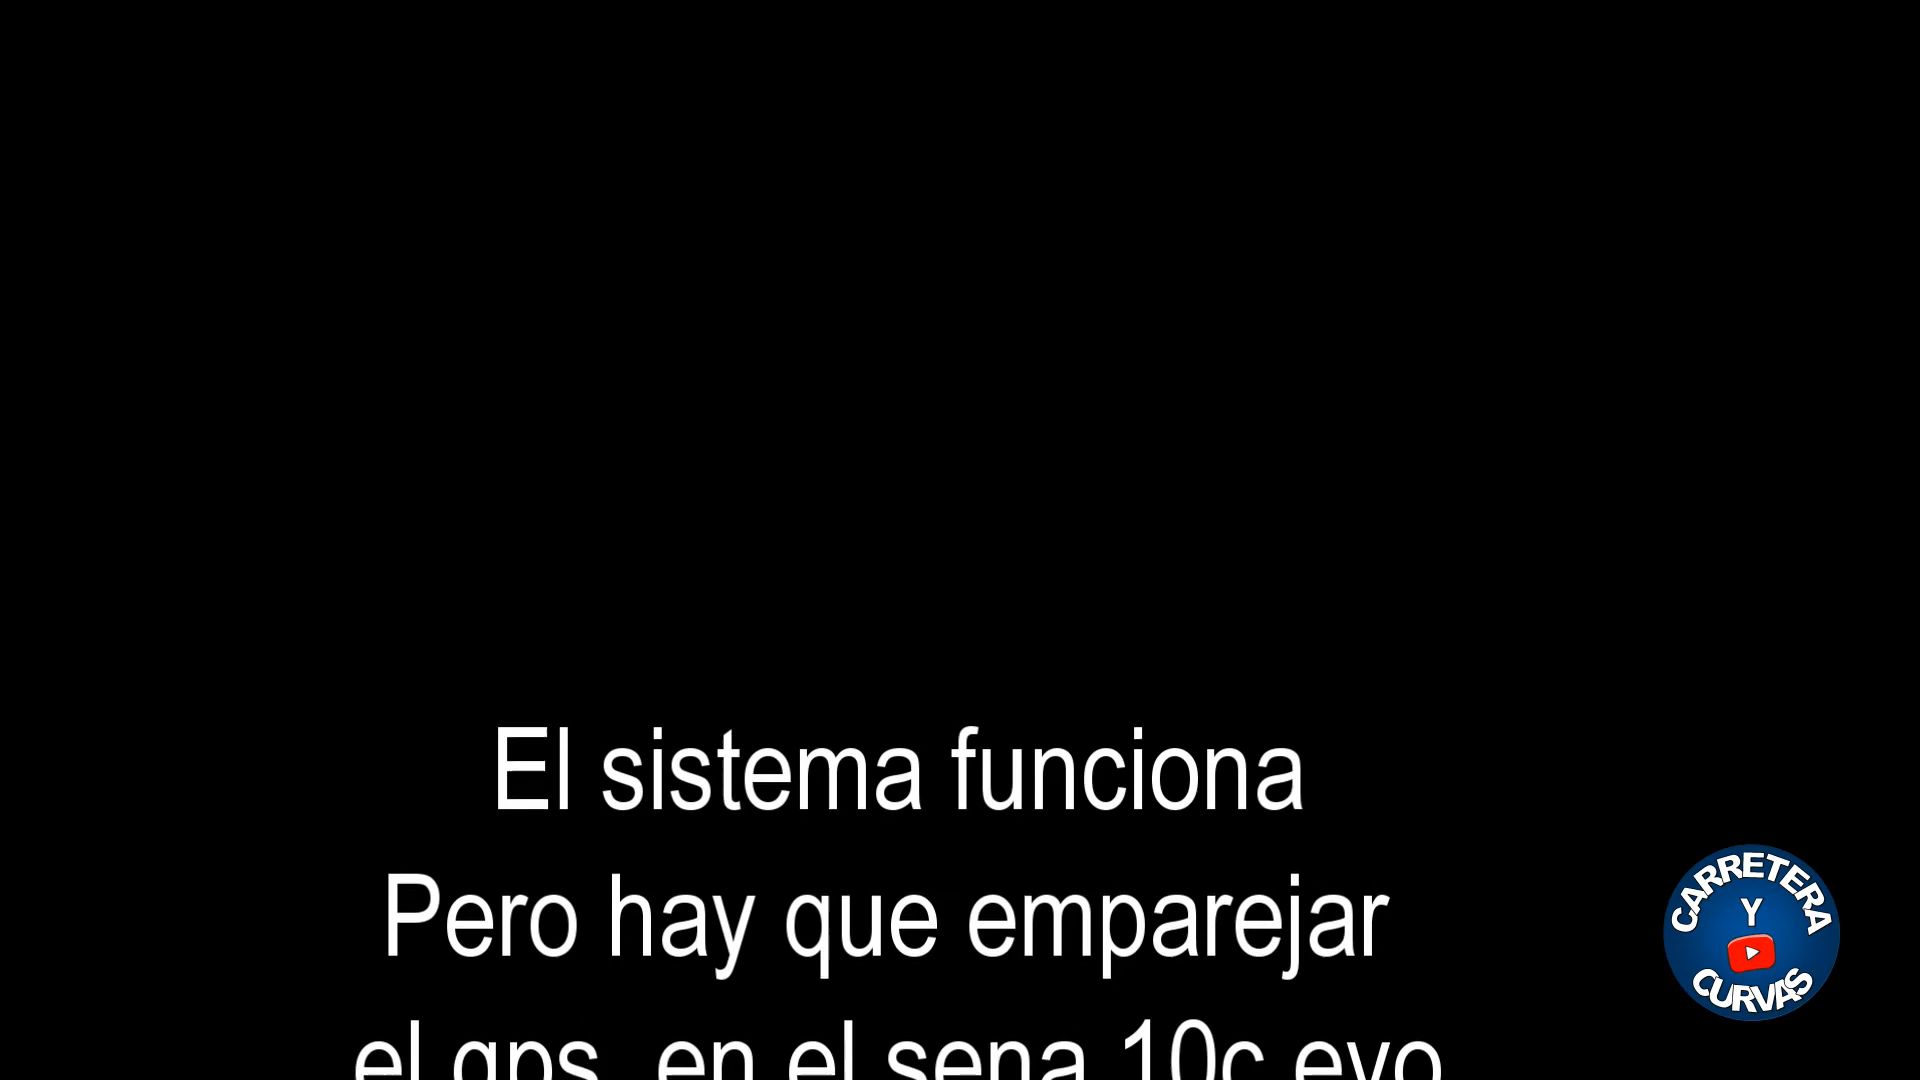 El sistema funciona
Pero hay que emparejar
el gps en el sena 10c evo
CARRETERA
Y
CURVAS